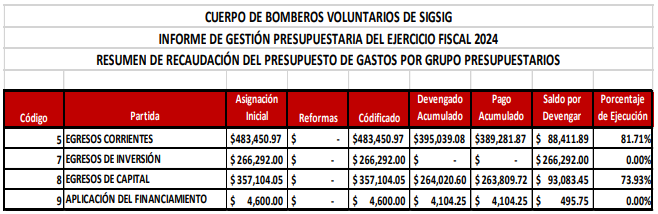 CUERPO DE BOMBEROS VOLUNTARIOS DE SIGSIG
INFORME DE GESTIÓN PRESUPUESTARIA DEL EJERCICIO FISCAL 2024
RESUMEN DE RECAUDACIÓN DEL PRESUPUESTO DE GASTOS POR GRUPO PRESUPUESTARIOS
Código Partida Asignación Inicial Reformas Códificado Devengado Acumulado Pago Acumulado Saldo por Devengar Porcentaje de Ejecución
5 EGRESOS CORRIENTES $483,450.97 $ - $483,450.97 $395,039.08 $389,281.87 $ 88,411.89 81.71%
7 EGRESOS DE INVERSIÓN $266,292.00 $ - $266,292.00 $ - $ - $266,292.00 0.00%
8 EGRESOS DE CAPITAL $357,104.05 $ - $357,104.05 $264,020.60 $263,809.72 $ 93,083.45 73.93%
9 APLICACIÓN DEL FINANCIAMIENTO $ 4,600.00 $ - $ 4,600.00 $ 4,104.25 $ 4,104.25 $ 495.75 0.00%